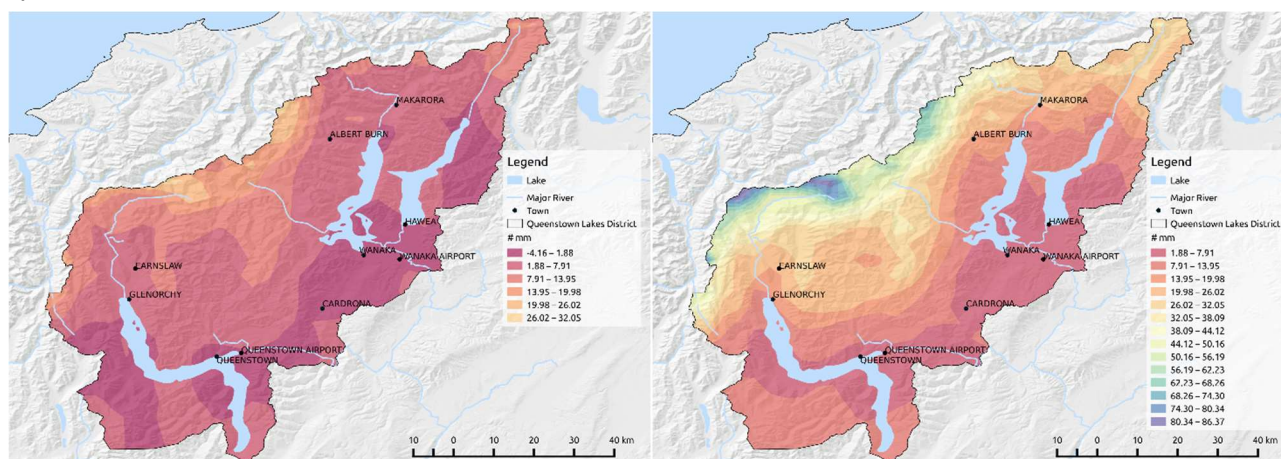 MAKARORA
ALBERT BURN
HAWEA
WANAKA
WANAKA AIRPORT
EARNSLAW
GLENORCHY
CARDRONA
QUEENSTOWN AIRPORT
QUEENSTOWN
Legend
Lake
Major River
Town
Queenstown Lakes District
# mm
-4.16 – 1.88
1.88 – 7.91
7.91 – 13.95
13.95 – 19.98
19.98 – 26.02
26.02 – 32.05
10 0 10 20 30 40 km
MAKARORA
ALBERT BURN
HAWEA
WANAKA
WANAKA AIRPORT
EARNSLAW
GLENORCHY
CARDRONA
QUEENSTOWN AIRPORT
QUEENSTOWN
Legend
Lake
Major River
Town
Queenstown Lakes District
# mm
1.88 – 7.91
7.91 – 13.95
13.95 – 19.98
19.98 – 26.02
26.02 – 32.05
32.05 – 38.09
38.09 – 44.12
44.12 – 50.16
50.16 – 56.19
56.19 – 62.23
62.23 – 68.26
68.26 – 74.30
74.30 – 80.34
80.34 – 86.37
10 0 10 20 30 40 km